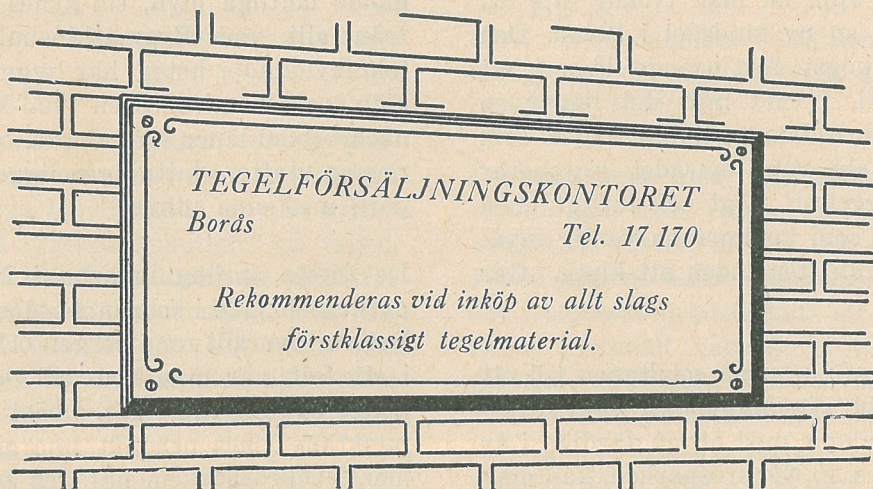 TEGELFÖRSÄLJNINGSKONTORET
Borås Tel. 17 170
Rekommenderas vid inköp av allt slags
förstklassigt tegelmaterial.